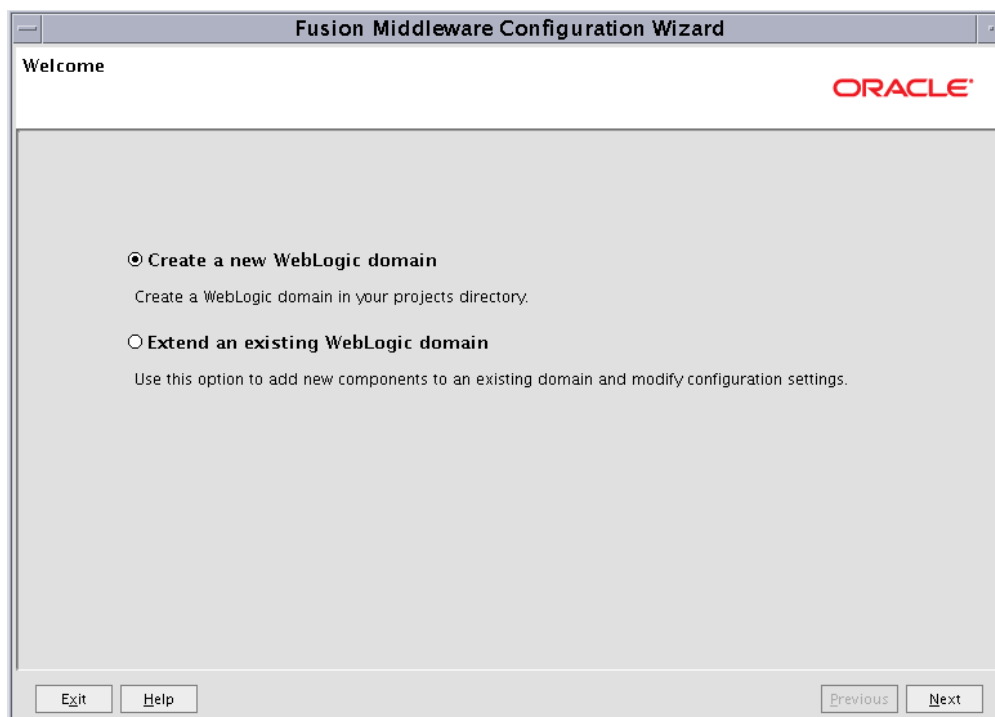 Fusion Middleware Configuration Wizard
Welcome
ORACLE
Create a new WebLogic domain
Create a WebLogic domain in your projects directory.
Extend an existing WebLogic domain
Use this option to add new components to an existing domain and modify configuration settings.
Exit Help Previous Next